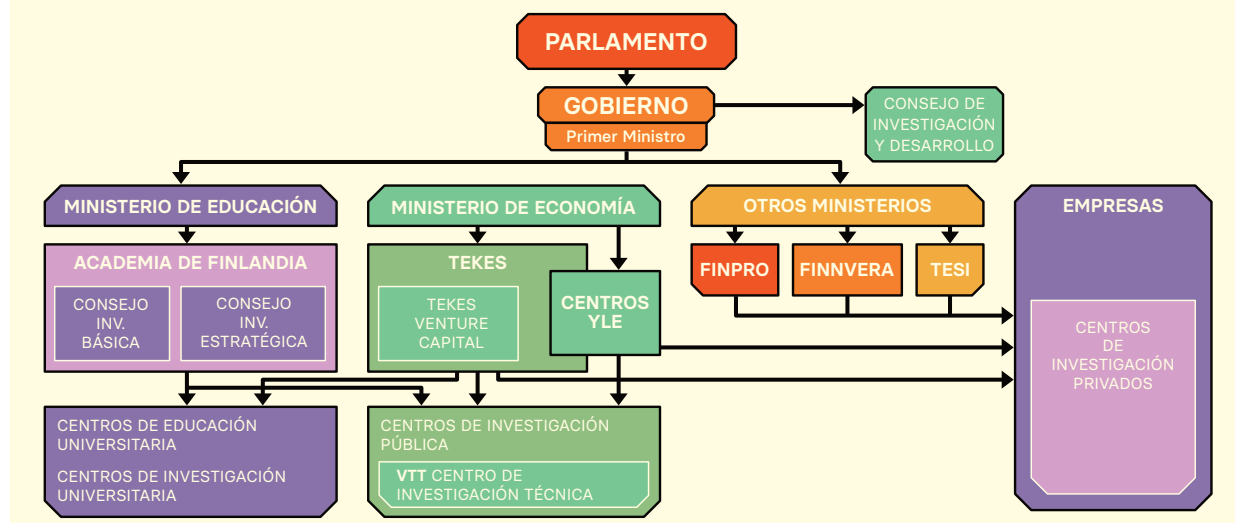 PARLAMENTO
GOBIERNO
Primer Ministro
CONSEJO DE
INVESTIGACIÓN
Y DESARROLLO
MINISTERIO DE EDUCACIÓN
MINISTERIO DE ECONOMÍA
OTROS MINISTERIOS
EMPRESAS
ACADEMIA DE FINLANDIA
CONSEJO
INV.
BÁSICA
CONSEJO
INV.
ESTRATÉGICA
TEKES
TEKES
VENTURE
CAPITAL
CENTROS
YLE
FINPRO
FINNVERA
TESI
CENTROS
DE
INVESTIGACIÓN
PRIVADOS
CENTROS DE EDUCACIÓN
UNIVERSITARIA
CENTROS DE INVESTIGACIÓN
UNIVERSITARIA
CENTROS DE INVESTIGACIÓN
PÚBLICA
VTT CENTRO DE
INVESTIGACIÓN TÉCNICA